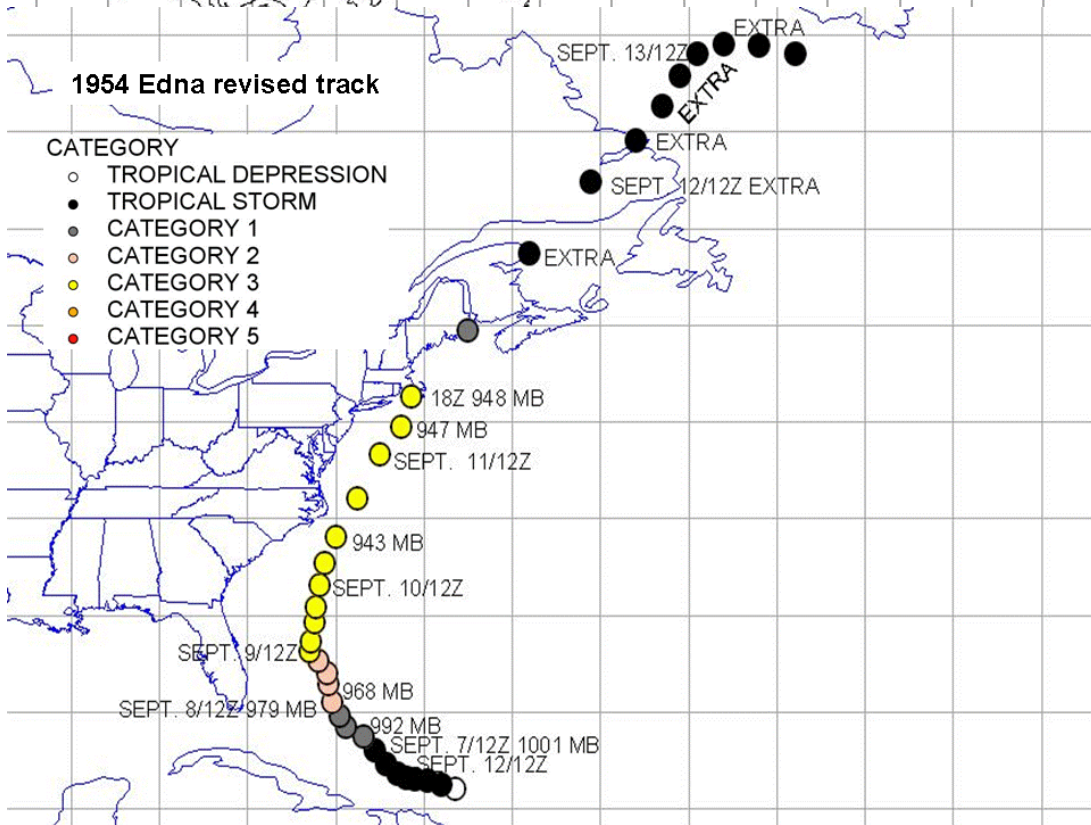 EXTRA
SEPT. 13/12Z
EXTRA
1954 Edna revised track
EXTRA
CATEGORY
TROPICAL DEPRESSION
TROPICAL STORM
CATEGORY 1
CATEGORY 2
CATEGORY 3
CATEGORY 4
CATEGORY 5
SEPT. 12/12Z EXTRA
EXTRA
18Z 948 MB
947 MB
SEPT. 11/12Z
943 MB
SEPT. 10/12Z
SEPT. 9/12Z
968 MB
SEPT. 8/12Z 979 MB
992 MB
SEPT. 7/12Z 1001 MB
SEPT. 12/12Z